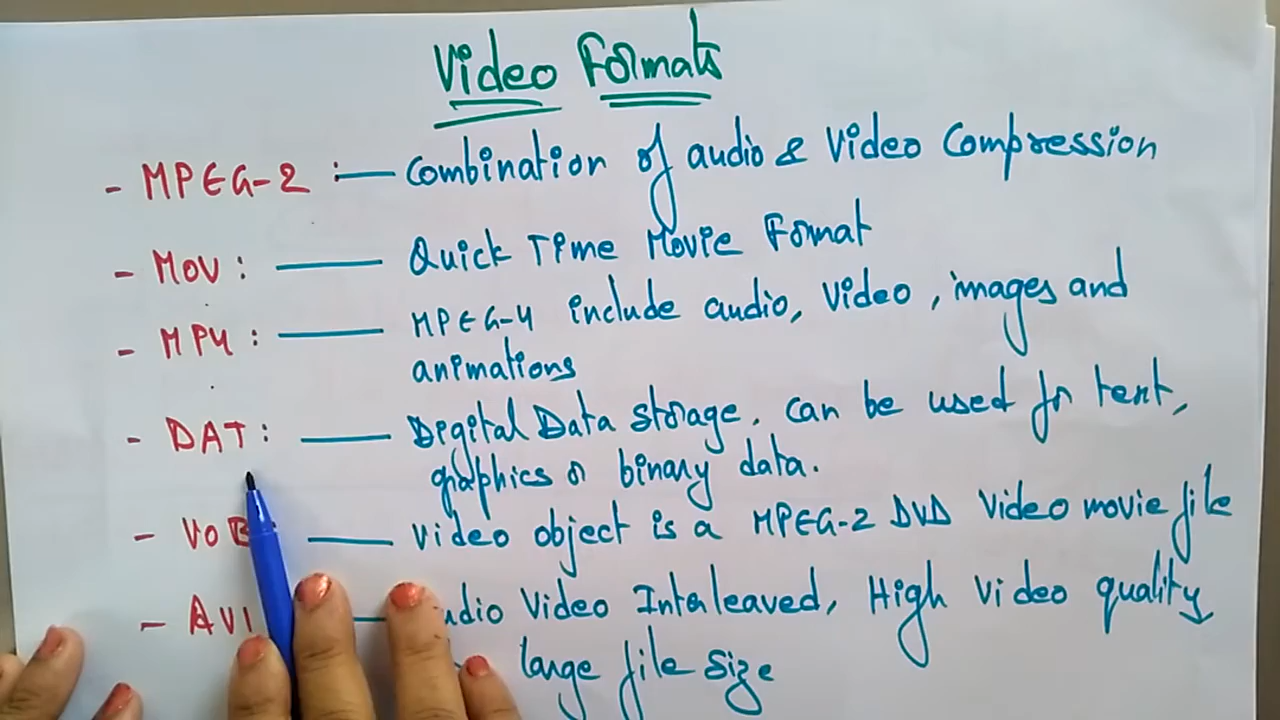 Video Formats
- MPEG-2 :— Combination of audio & Video Compression
- MOV : — Quick Time Movie Format
- MP4 : — MPEG-4 include audio, Video, images and
animations
- DAT : — Digital Data Storage. can be used for text,
graphics or binary data.
- VOB : — Video object is a MPEG-2 DVD Video movie file
- AVI — Audio Video Interleaved, High Video quality
large file size